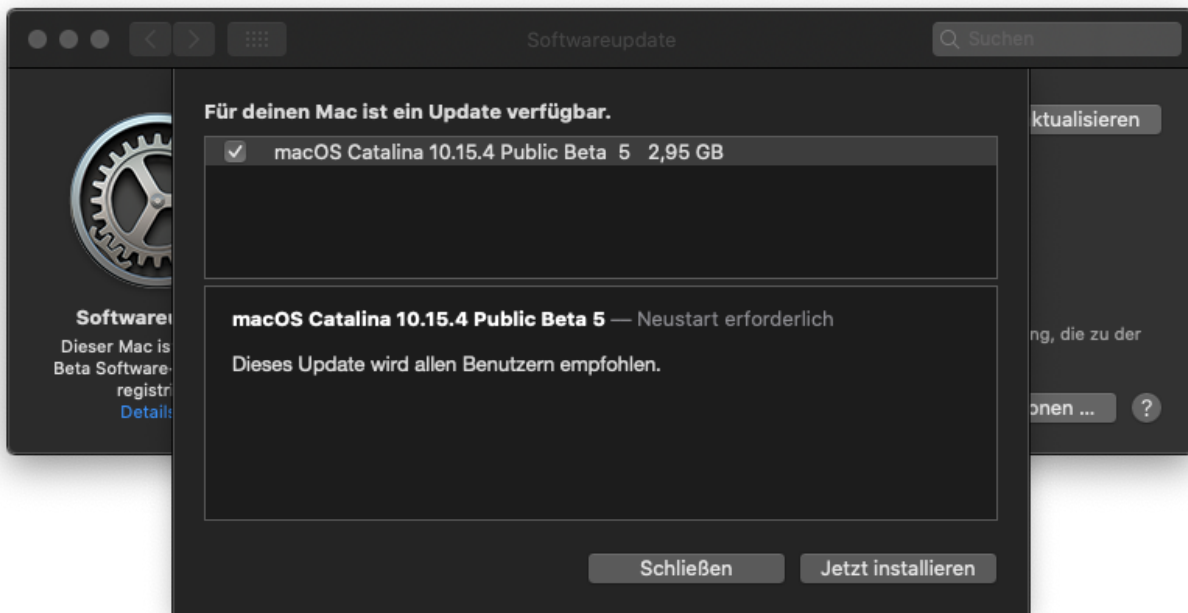 Softwareupdate
Suchen
Für deinen Mac ist ein Update verfügbar.
ktualisieren
macOS Catalina 10.15.4 Public Beta 5 2,95 GB
macOS Catalina 10.15.4 Public Beta 5 — Neustart erforderlich
Dieses Update wird allen Benutzern empfohlen.
Softwareu
Dieser Mac is
Beta Software-
registri
Details
ng, die zu der
onen ...
?
Schließen
Jetzt installieren